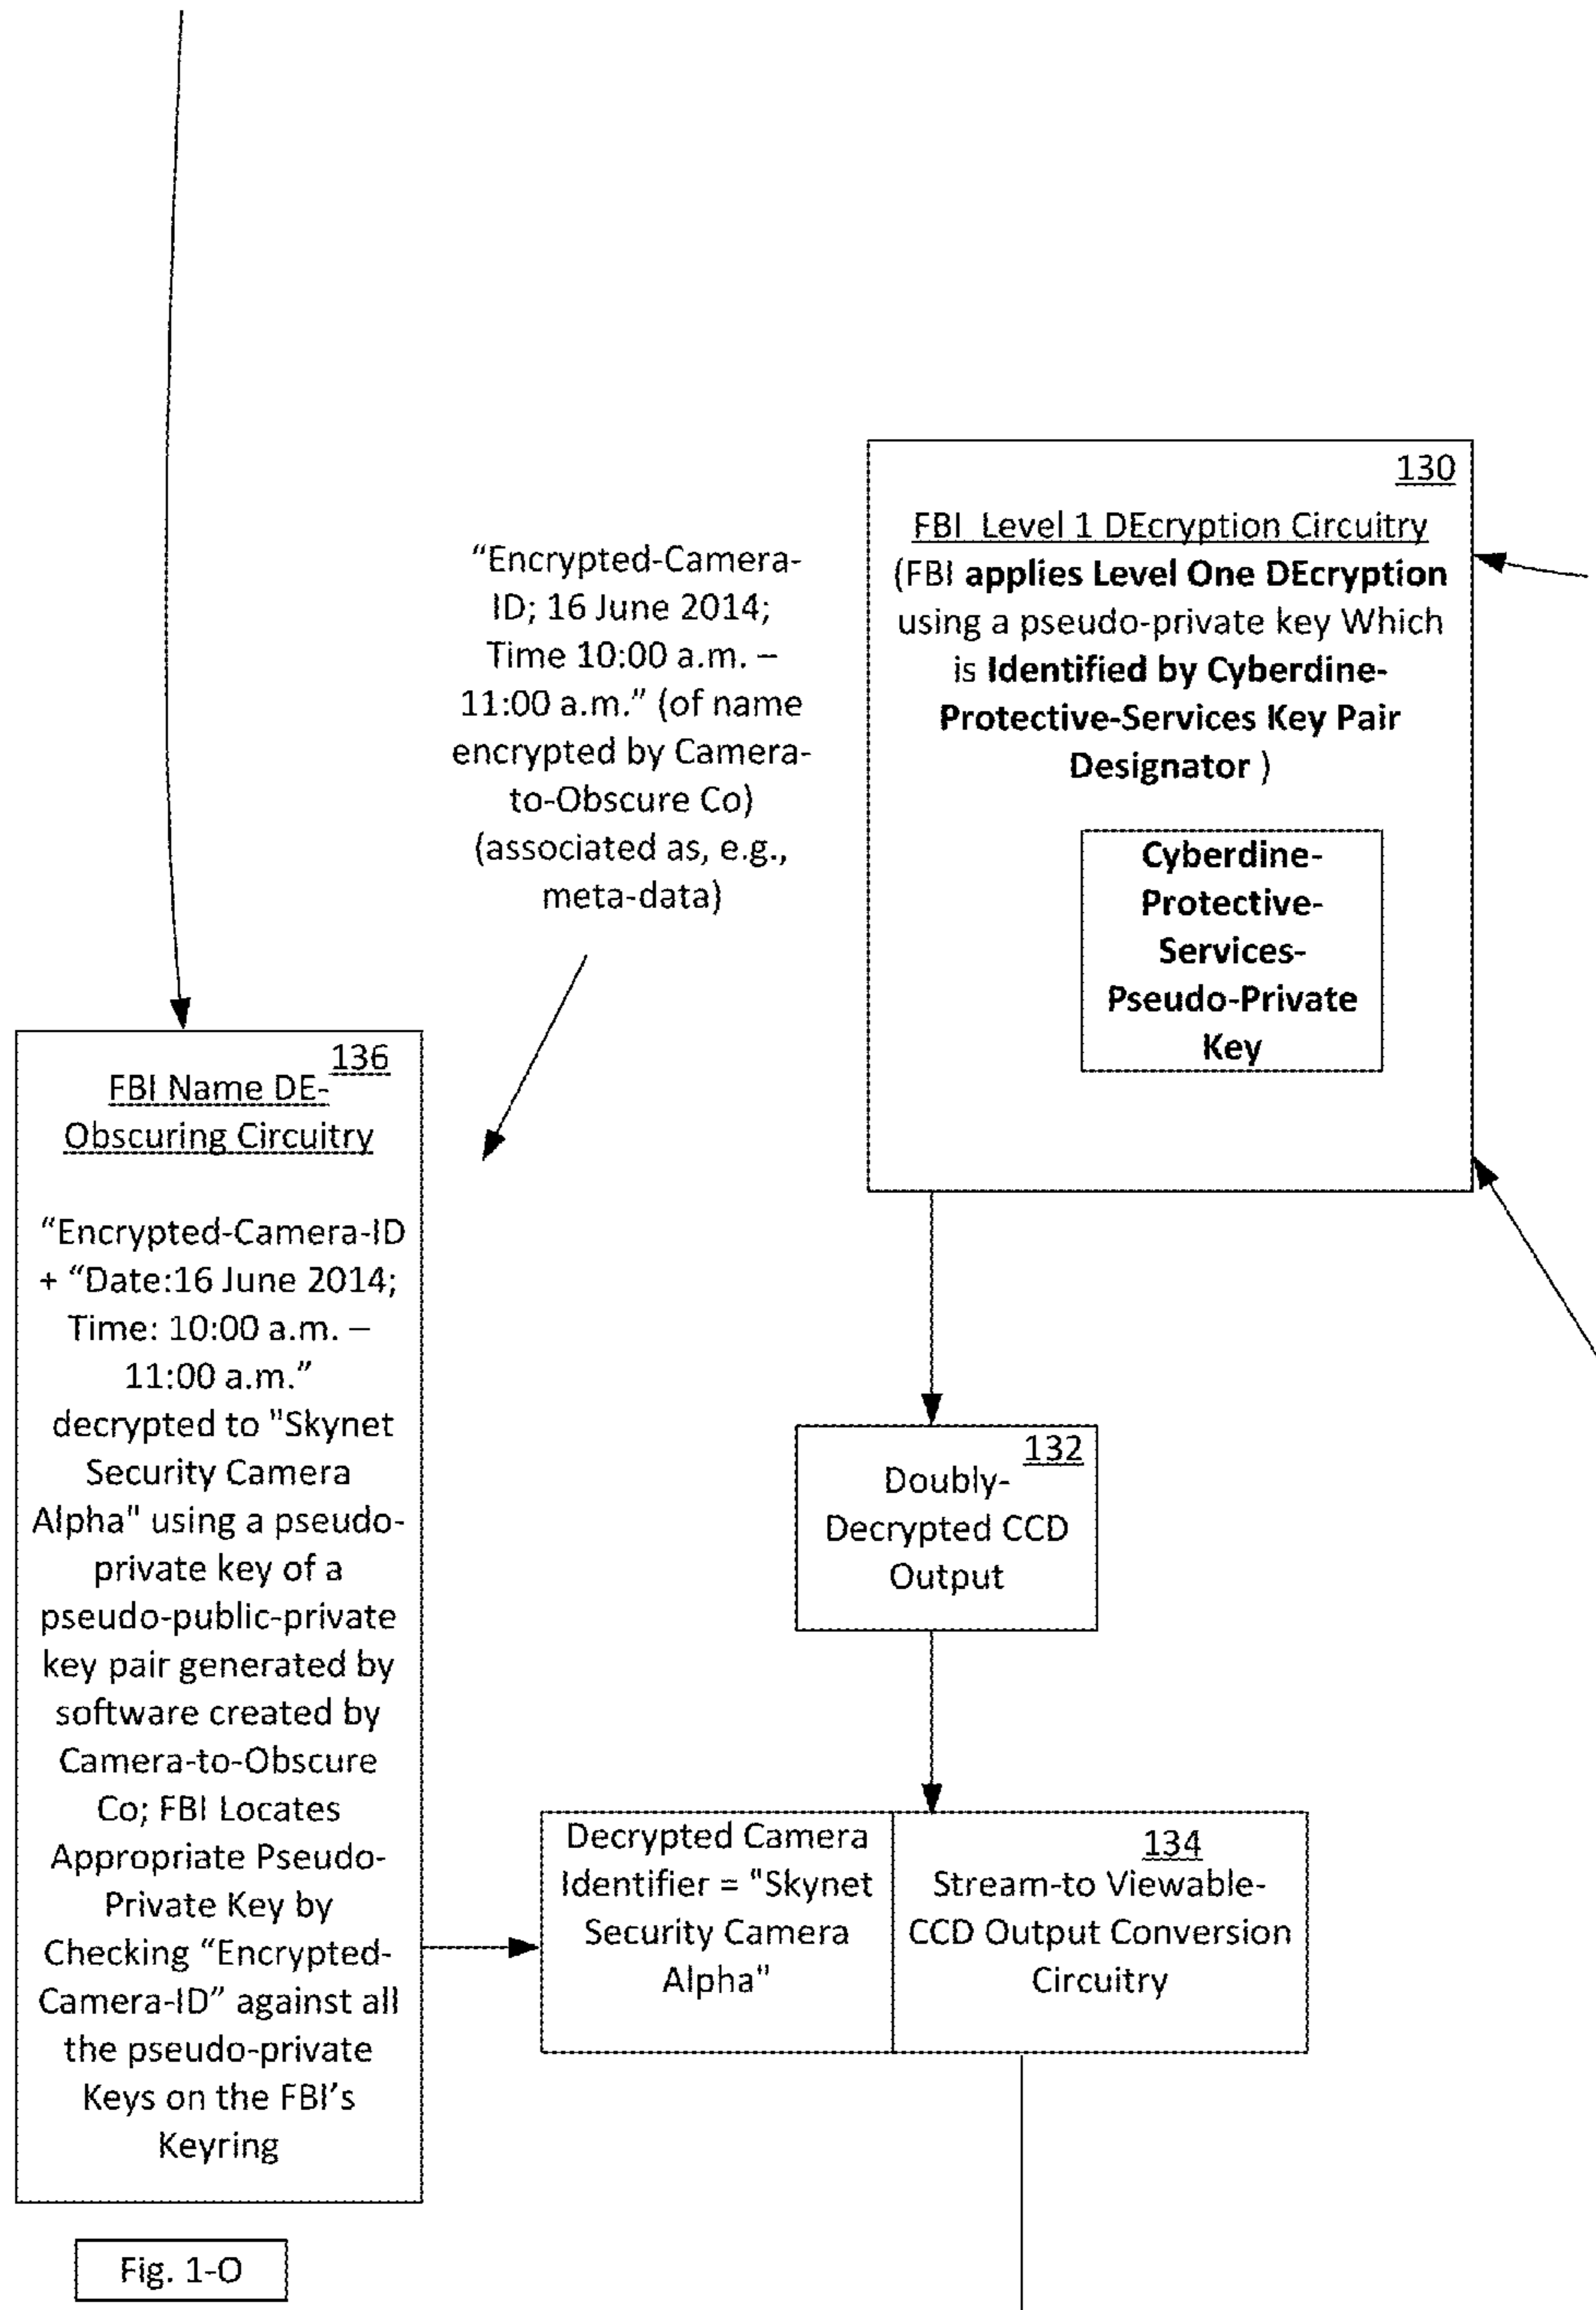 130
FBI  Level 1 DEcryption Circuitry
(FBI applies Level One DEcryption
using a pseudo-private key Which
is Identified by Cyberdine-
Protective-Services Key Pair
Designator )
Cyberdine-
Protective-
Services-
Pseudo-Private
Key
“Encrypted-Camera-
ID; 16 June 2014;
Time 10:00 a.m. –
11:00 a.m.” (of name
encrypted by Camera-
to-Obscure Co)
(associated as, e.g.,
meta-data)
136
FBI Name DE-
Obscuring Circuitry
“Encrypted-Camera-ID
+ “Date:16 June 2014;
Time: 10:00 a.m. –
11:00 a.m.”
decrypted to "Skynet
Security Camera
Alpha" using a pseudo-
private key of a
pseudo-public-private
key pair generated by
software created by
Camera-to-Obscure
Co; FBI Locates
Appropriate Pseudo-
Private Key by
Checking “Encrypted-
Camera-ID” against all
the pseudo-private
Keys on the FBI’s
Keyring
132
Doubly-
Decrypted CCD
Output
Decrypted Camera
Identifier = "Skynet
Security Camera
Alpha"
134
Stream-to Viewable-
CCD Output Conversion
Circuitry
Fig. 1-O